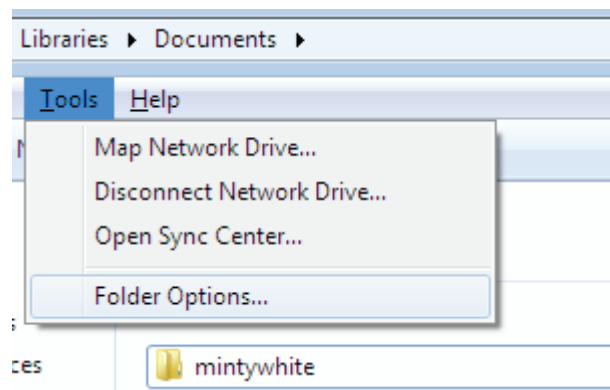 Libraries ▸ Documents ▸
Tools Help
Map Network Drive...
Disconnect Network Drive...
Open Sync Center...
Folder Options...
mintywhite